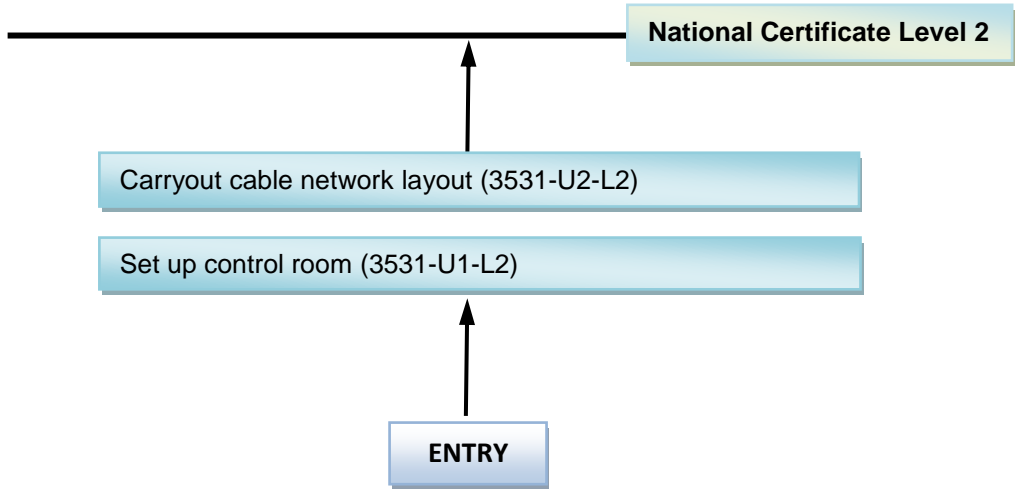 National Certificate Level 2
Carryout cable network layout (3531-U2-L2)
Set up control room (3531-U1-L2)
ENTRY